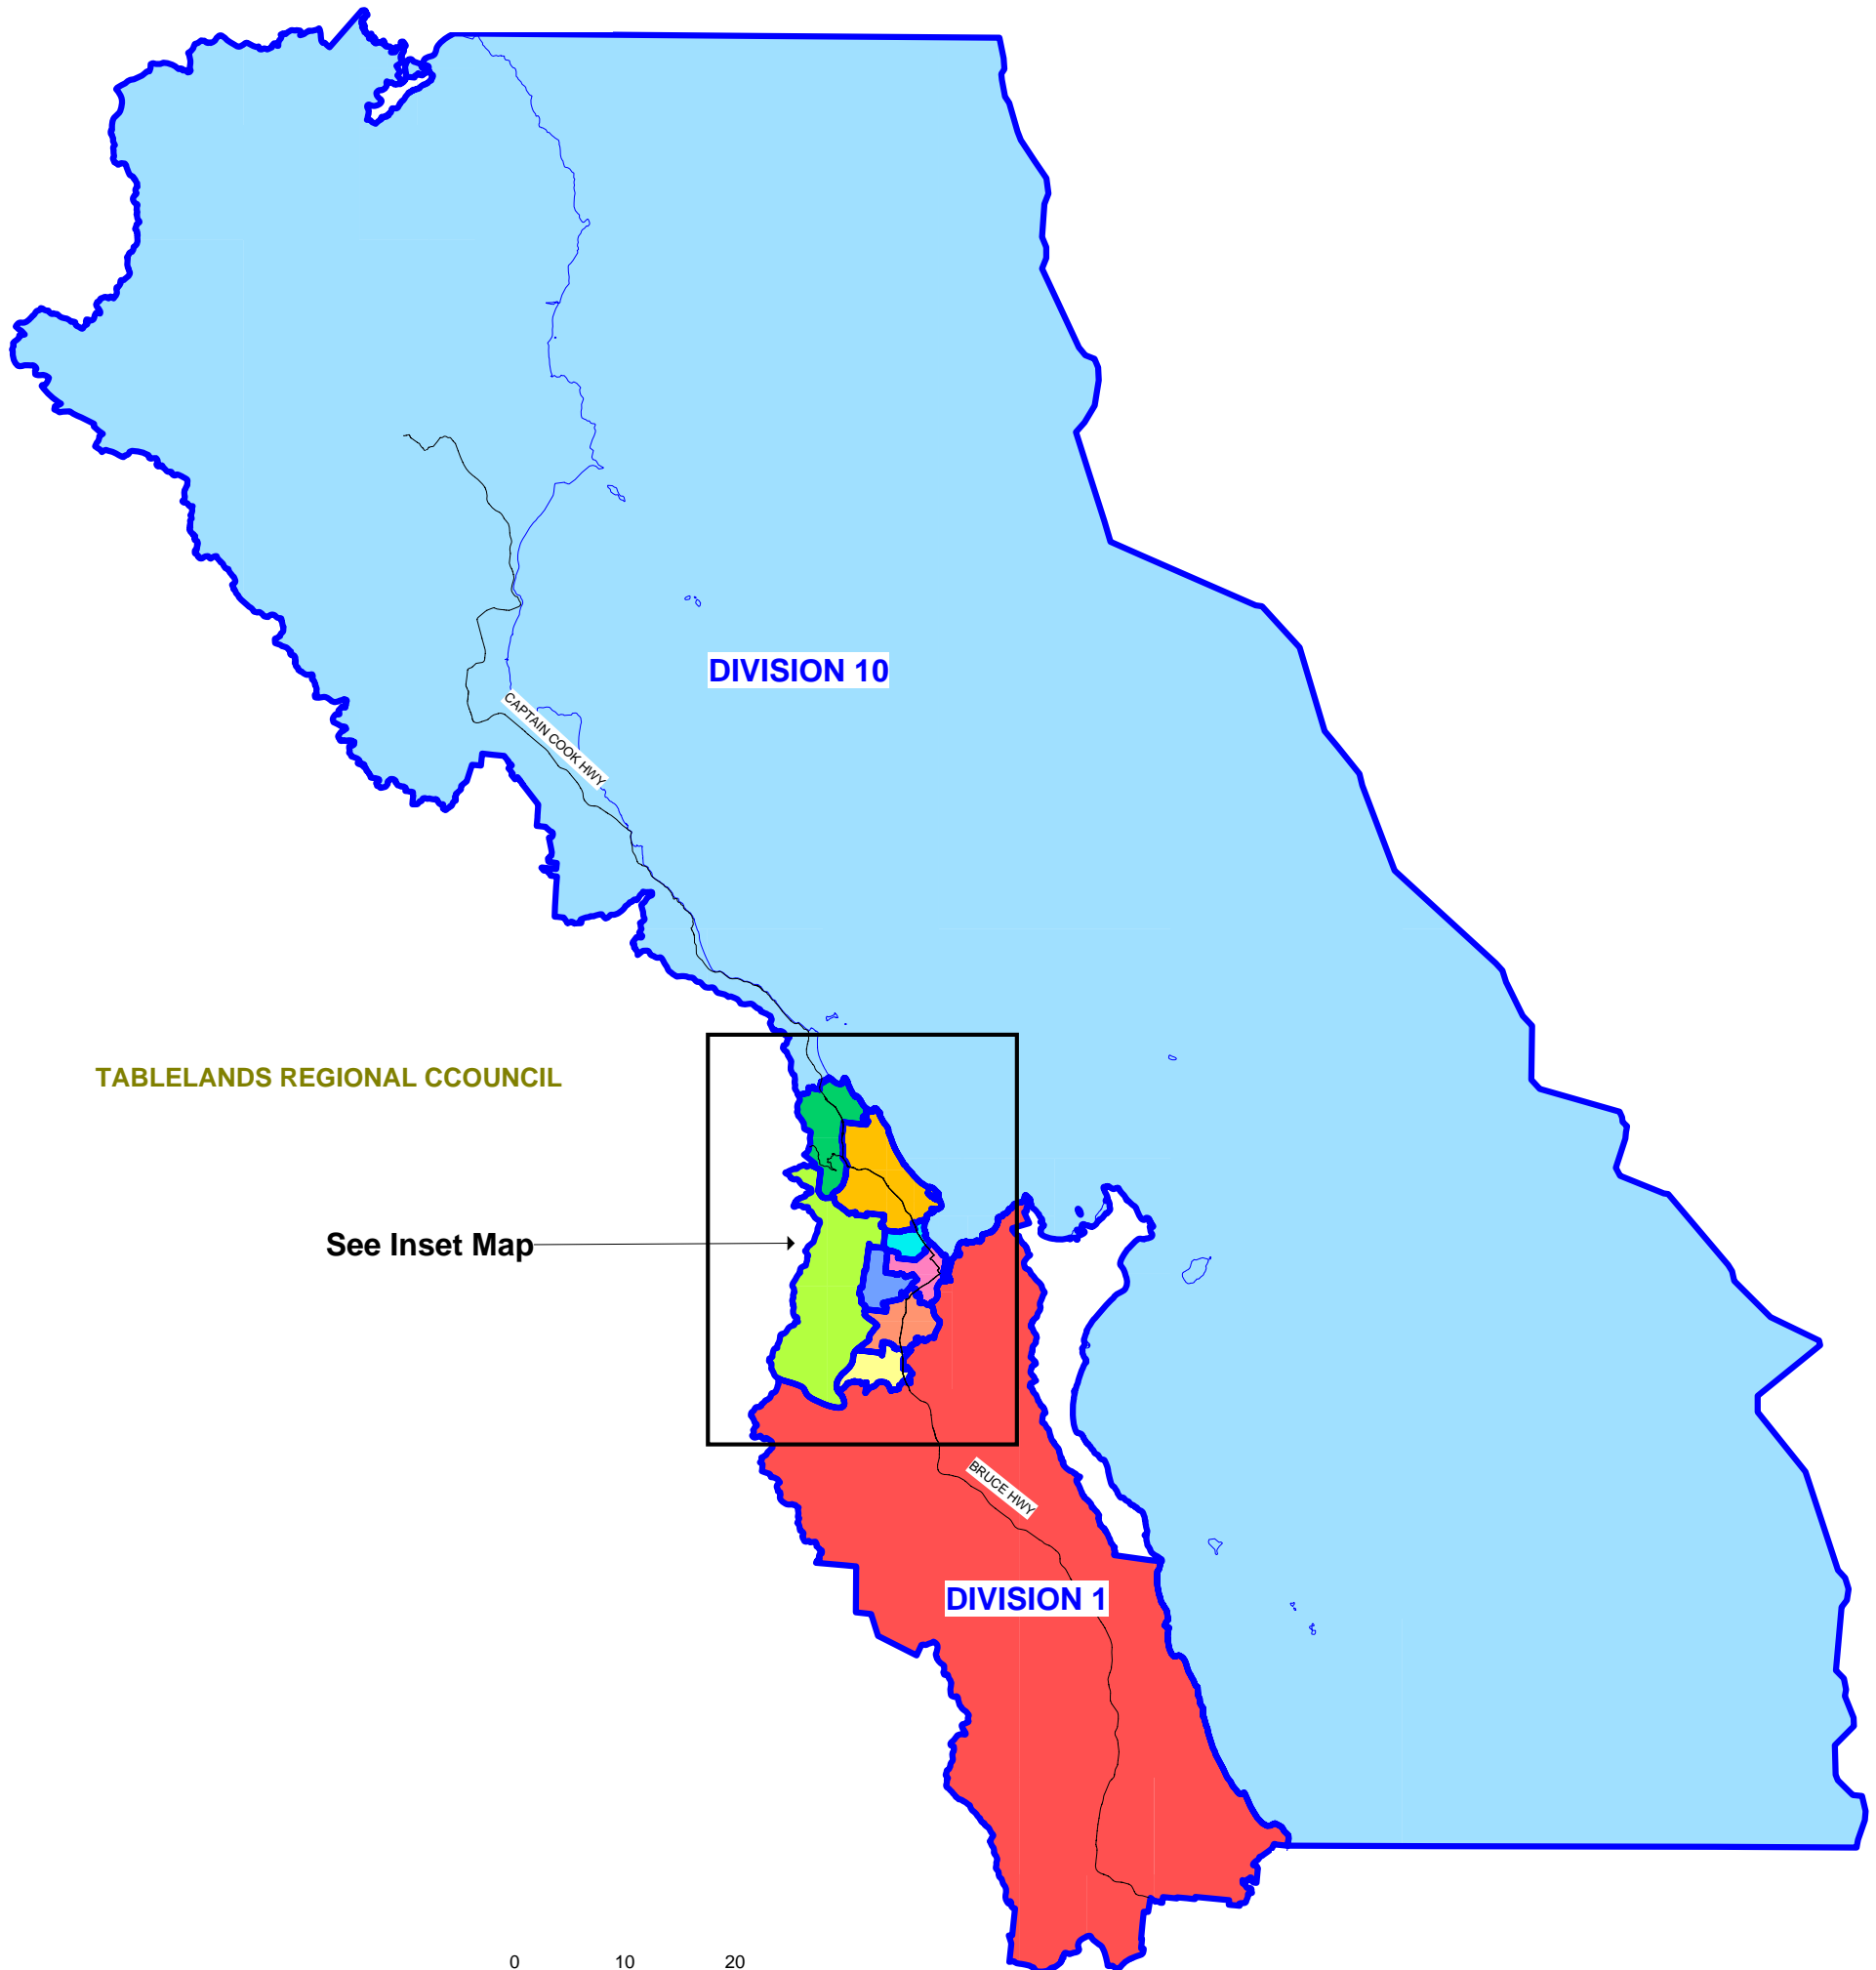 DIVISION 10
CAPTAIN COOK HWY
TABLELANDS REGIONAL CCOUNCIL
See Inset Map
BRUCE HWY
DIVISION 1
0 10 20